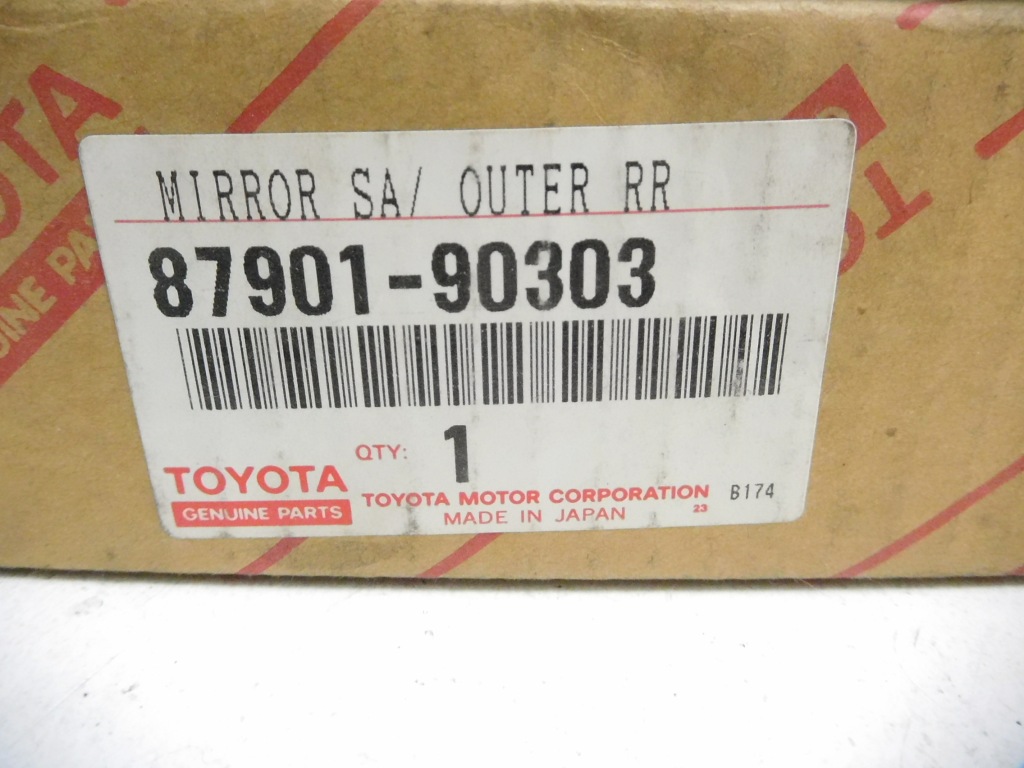 MIRROR SA/ OUTER RR
87901-90303
QTY: 1
TOYOTA
GENUINE PARTS
TOYOTA MOTOR CORPORATION
23
MADE IN JAPAN
B174